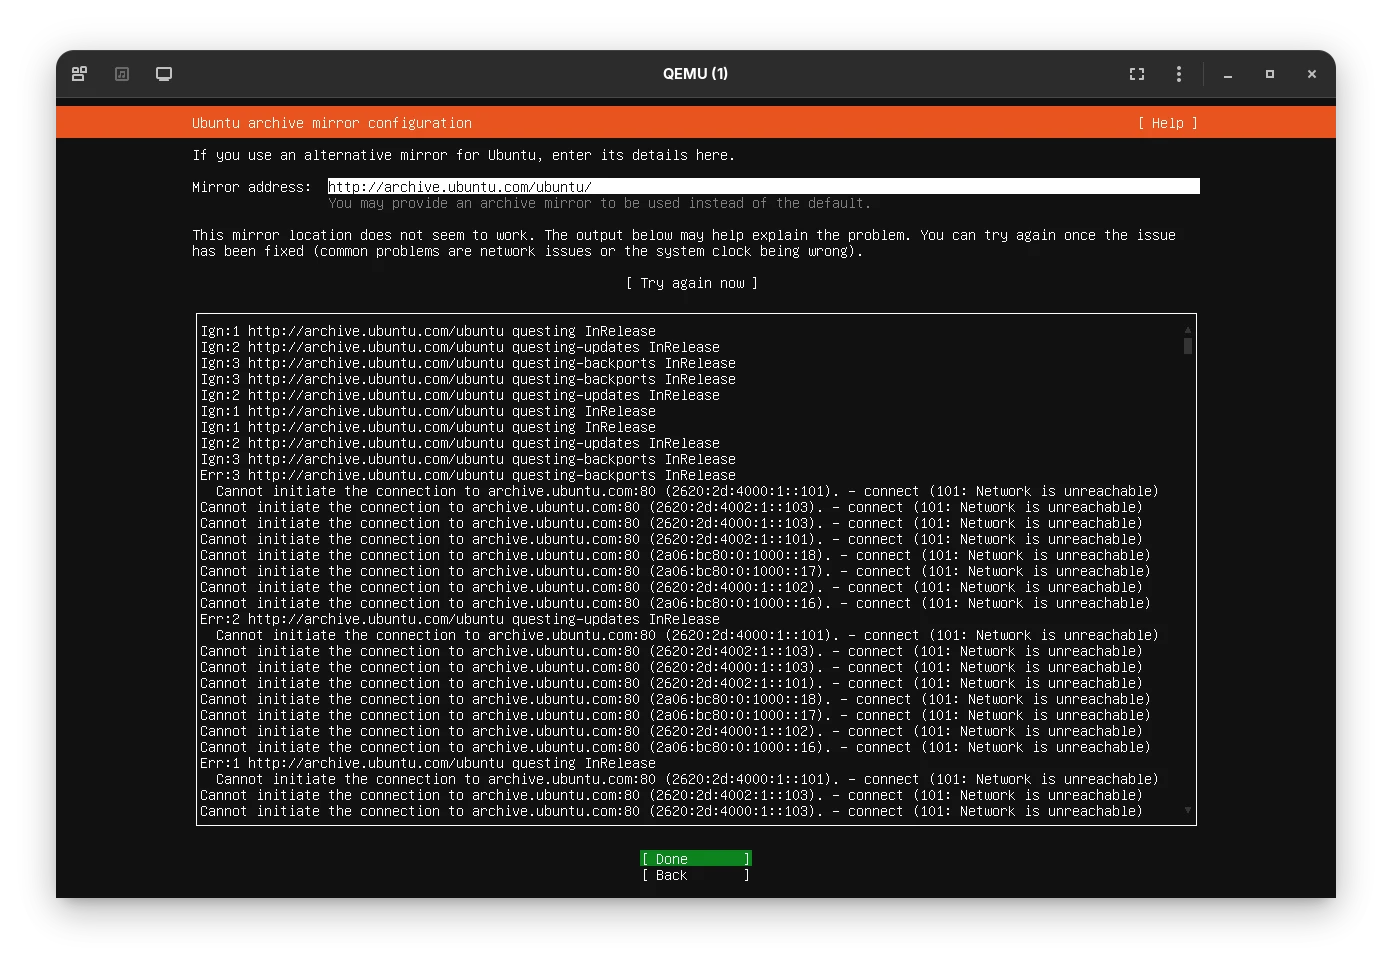 QEMU (1)
Ubuntu archive mirror configuration [ Help ]
If you use an alternative mirror for Ubuntu, enter its details here.
Mirror address: http://archive.ubuntu.com/ubuntu/
You may provide an archive mirror to be used instead of the default.
This mirror location does not seem to work. The output below may help explain the problem. You can try again once the issue
has been fixed (common problems are network issues or the system clock being wrong).
[ Try again now ]
Ign:1 http://archive.ubuntu.com/ubuntu questing InRelease
Ign:2 http://archive.ubuntu.com/ubuntu questing-updates InRelease
Ign:3 http://archive.ubuntu.com/ubuntu questing-backports InRelease
Ign:3 http://archive.ubuntu.com/ubuntu questing-backports InRelease
Ign:2 http://archive.ubuntu.com/ubuntu questing-updates InRelease
Ign:1 http://archive.ubuntu.com/ubuntu questing InRelease
Ign:1 http://archive.ubuntu.com/ubuntu questing InRelease
Ign:2 http://archive.ubuntu.com/ubuntu questing-updates InRelease
Ign:3 http://archive.ubuntu.com/ubuntu questing-backports InRelease
Err:3 http://archive.ubuntu.com/ubuntu questing-backports InRelease
Cannot initiate the connection to archive.ubuntu.com:80 (2620:2d:4000:1::101). - connect (101: Network is unreachable)
Cannot initiate the connection to archive.ubuntu.com:80 (2620:2d:4002:1::103). - connect (101: Network is unreachable)
Cannot initiate the connection to archive.ubuntu.com:80 (2620:2d:4000:1::103). - connect (101: Network is unreachable)
Cannot initiate the connection to archive.ubuntu.com:80 (2620:2d:4002:1::101). - connect (101: Network is unreachable)
Cannot initiate the connection to archive.ubuntu.com:80 (2a06:bc80:0:1000::18). - connect (101: Network is unreachable)
Cannot initiate the connection to archive.ubuntu.com:80 (2a06:bc80:0:1000::17). - connect (101: Network is unreachable)
Cannot initiate the connection to archive.ubuntu.com:80 (2620:2d:4000:1::102). - connect (101: Network is unreachable)
Cannot initiate the connection to archive.ubuntu.com:80 (2a06:bc80:0:1000::16). - connect (101: Network is unreachable)
Err:2 http://archive.ubuntu.com/ubuntu questing-updates InRelease
Cannot initiate the connection to archive.ubuntu.com:80 (2620:2d:4000:1::101). - connect (101: Network is unreachable)
Cannot initiate the connection to archive.ubuntu.com:80 (2620:2d:4002:1::103). - connect (101: Network is unreachable)
Cannot initiate the connection to archive.ubuntu.com:80 (2620:2d:4000:1::103). - connect (101: Network is unreachable)
Cannot initiate the connection to archive.ubuntu.com:80 (2620:2d:4002:1::101). - connect (101: Network is unreachable)
Cannot initiate the connection to archive.ubuntu.com:80 (2a06:bc80:0:1000::18). - connect (101: Network is unreachable)
Cannot initiate the connection to archive.ubuntu.com:80 (2a06:bc80:0:1000::17). - connect (101: Network is unreachable)
Cannot initiate the connection to archive.ubuntu.com:80 (2620:2d:4000:1::102). - connect (101: Network is unreachable)
Cannot initiate the connection to archive.ubuntu.com:80 (2a06:bc80:0:1000::16). - connect (101: Network is unreachable)
Err:1 http://archive.ubuntu.com/ubuntu questing InRelease
Cannot initiate the connection to archive.ubuntu.com:80 (2620:2d:4000:1::101). - connect (101: Network is unreachable)
Cannot initiate the connection to archive.ubuntu.com:80 (2620:2d:4002:1::103). - connect (101: Network is unreachable)
Cannot initiate the connection to archive.ubuntu.com:80 (2620:2d:4000:1::103). - connect (101: Network is unreachable)
[ Done ]
[ Back ]